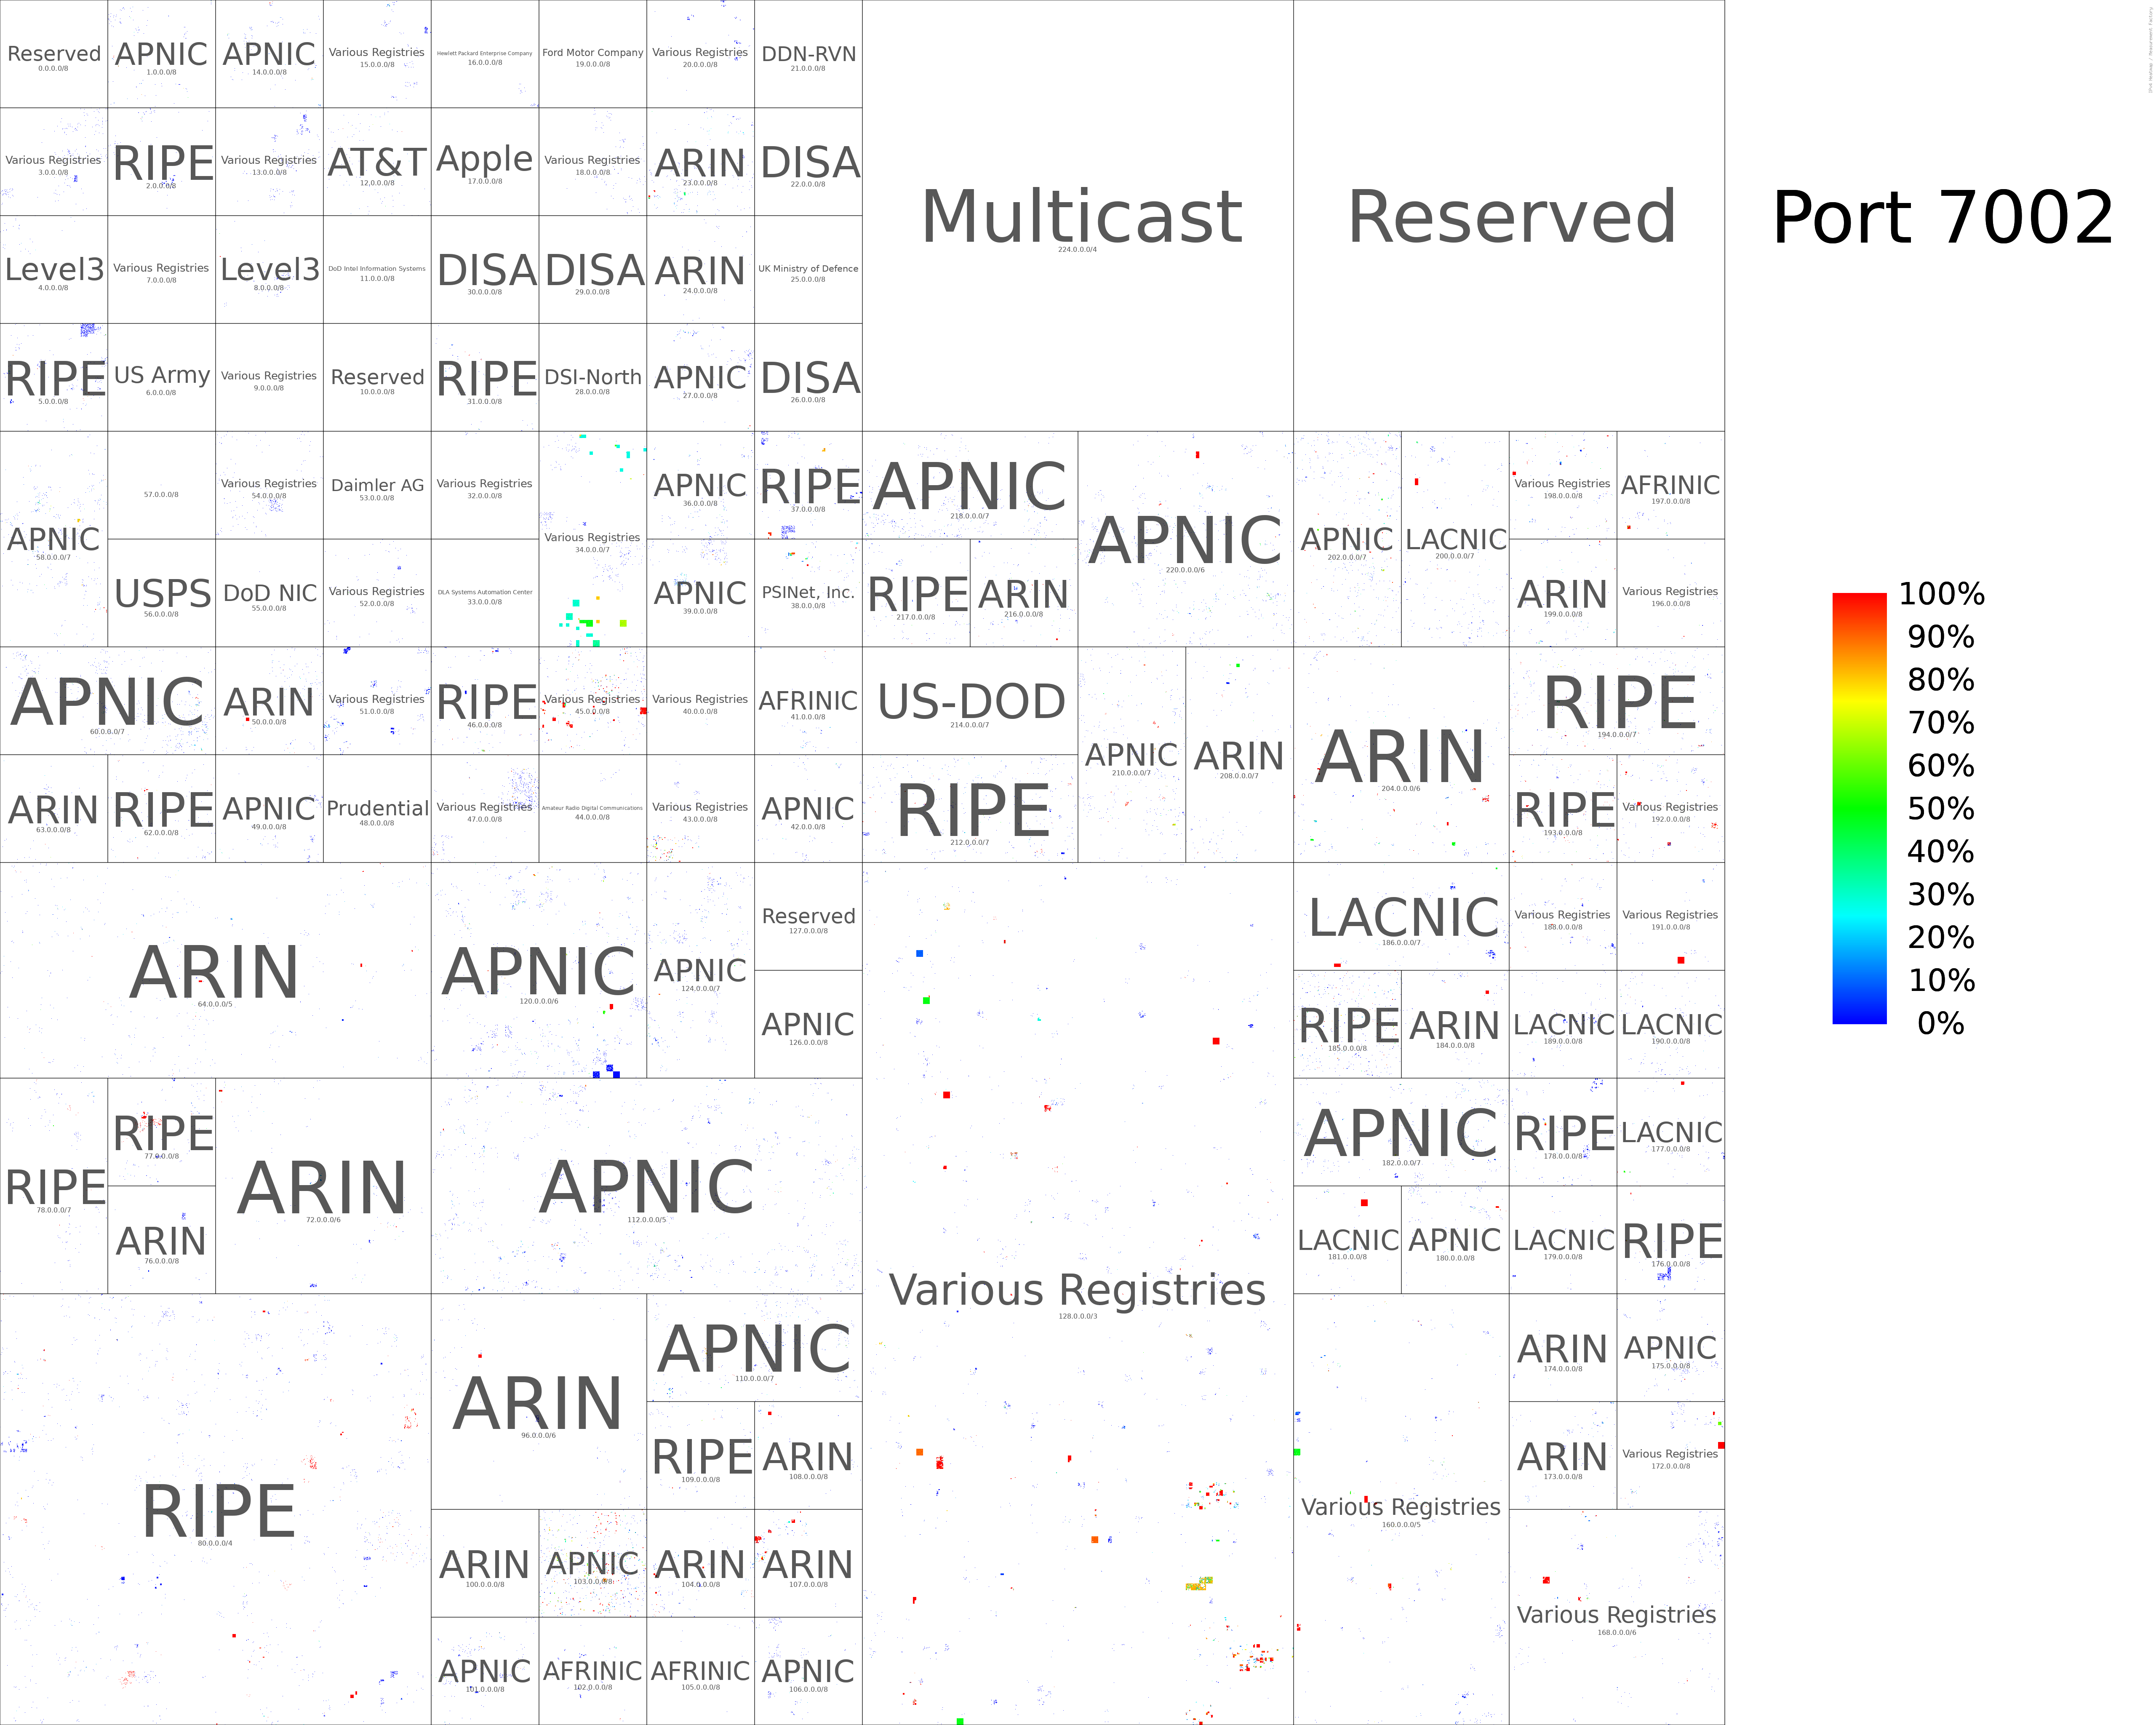 Reserved
0.0.0.0/8
APNIC
1.0.0.0/8
APNIC
14.0.0.0/8
Various Registries
15.0.0.0/8
Hewlett Packard Enterprise Company
16.0.0.0/8
Ford Motor Company
19.0.0.0/8
Various Registries
20.0.0.0/8
DDN-RVN
21.0.0.0/8
Various Registries
3.0.0.0/8
RIPE
2.0.0.0/8
Various Registries
13.0.0.0/8
AT&T
12.0.0.0/8
Apple
17.0.0.0/8
Various Registries
18.0.0.0/8
ARIN
23.0.0.0/8
DISA
22.0.0.0/8
Multicast
224.0.0.0/4
Reserved
Port 7002
Level3
4.0.0.0/8
Various Registries
7.0.0.0/8
Level3
8.0.0.0/8
DoD Intel Information Systems
11.0.0.0/8
DISA
30.0.0.0/8
DISA
29.0.0.0/8
ARIN
24.0.0.0/8
UK Ministry of Defence
25.0.0.0/8
RIPE
5.0.0.0/8
US Army
6.0.0.0/8
Various Registries
9.0.0.0/8
Reserved
10.0.0.0/8
RIPE
31.0.0.0/8
DSI-North
28.0.0.0/8
APNIC
27.0.0.0/8
DISA
26.0.0.0/8
APNIC
58.0.0.0/7
57.0.0.0/8
Various Registries
54.0.0.0/8
Daimler AG
53.0.0.0/8
Various Registries
32.0.0.0/8
Various Registries
34.0.0.0/7
APNIC
36.0.0.0/8
RIPE
37.0.0.0/8
APNIC
218.0.0.0/7
APNIC
220.0.0.0/6
APNIC
202.0.0.0/7
LACNIC
200.0.0.0/7
Various Registries
198.0.0.0/8
AFRINIC
197.0.0.0/8
USPS
56.0.0.0/8
DoD NIC
55.0.0.0/8
Various Registries
52.0.0.0/8
DLA Systems Automation Center
33.0.0.0/8
APNIC
39.0.0.0/8
PSINet, Inc.
38.0.0.0/8
RIPE
217.0.0.0/8
ARIN
216.0.0.0/8
ARIN
199.0.0.0/8
Various Registries
196.0.0.0/8
APNIC
60.0.0.0/7
ARIN
50.0.0.0/8
Various Registries
51.0.0.0/8
RIPE
46.0.0.0/8
Various Registries
45.0.0.0/8
Various Registries
40.0.0.0/8
AFRINIC
41.0.0.0/8
US-DOD
214.0.0.0/7
APNIC
210.0.0.0/7
ARIN
208.0.0.0/7
ARIN
204.0.0.0/6
RIPE
194.0.0.0/7
ARIN
63.0.0.0/8
RIPE
62.0.0.0/8
APNIC
49.0.0.0/8
Prudential
48.0.0.0/8
Various Registries
47.0.0.0/8
Amateur Radio Digital Communications
44.0.0.0/8
Various Registries
43.0.0.0/8
APNIC
42.0.0.0/8
RIPE
212.0.0.0/7
RIPE
193.0.0.0/8
Various Registries
192.0.0.0/8
100%
90%
80%
70%
60%
50%
40%
30%
20%
10%
0%
ARIN
64.0.0.0/5
APNIC
120.0.0.0/6
APNIC
124.0.0.0/7
Reserved
127.0.0.0/8
APNIC
126.0.0.0/8
LACNIC
186.0.0.0/7
Various Registries
188.0.0.0/8
Various Registries
191.0.0.0/8
RIPE
185.0.0.0/8
ARIN
184.0.0.0/8
LACNIC
189.0.0.0/8
LACNIC
190.0.0.0/8
RIPE
78.0.0.0/7
RIPE
77.0.0.0/8
ARIN
76.0.0.0/8
ARIN
72.0.0.0/6
APNIC
112.0.0.0/5
Various Registries
128.0.0.0/3
APNIC
182.0.0.0/7
RIPE
178.0.0.0/8
LACNIC
177.0.0.0/8
LACNIC
181.0.0.0/8
APNIC
180.0.0.0/8
LACNIC
179.0.0.0/8
RIPE
176.0.0.0/8
RIPE
80.0.0.0/4
ARIN
96.0.0.0/6
APNIC
110.0.0.0/7
RIPE
109.0.0.0/8
ARIN
108.0.0.0/8
Various Registries
160.0.0.0/5
ARIN
174.0.0.0/8
APNIC
175.0.0.0/8
ARIN
173.0.0.0/8
Various Registries
172.0.0.0/8
ARIN
100.0.0.0/8
APNIC
103.0.0.0/8
ARIN
104.0.0.0/8
ARIN
107.0.0.0/8
Various Registries
168.0.0.0/6
APNIC
101.0.0.0/8
AFRINIC
102.0.0.0/8
AFRINIC
105.0.0.0/8
APNIC
106.0.0.0/8